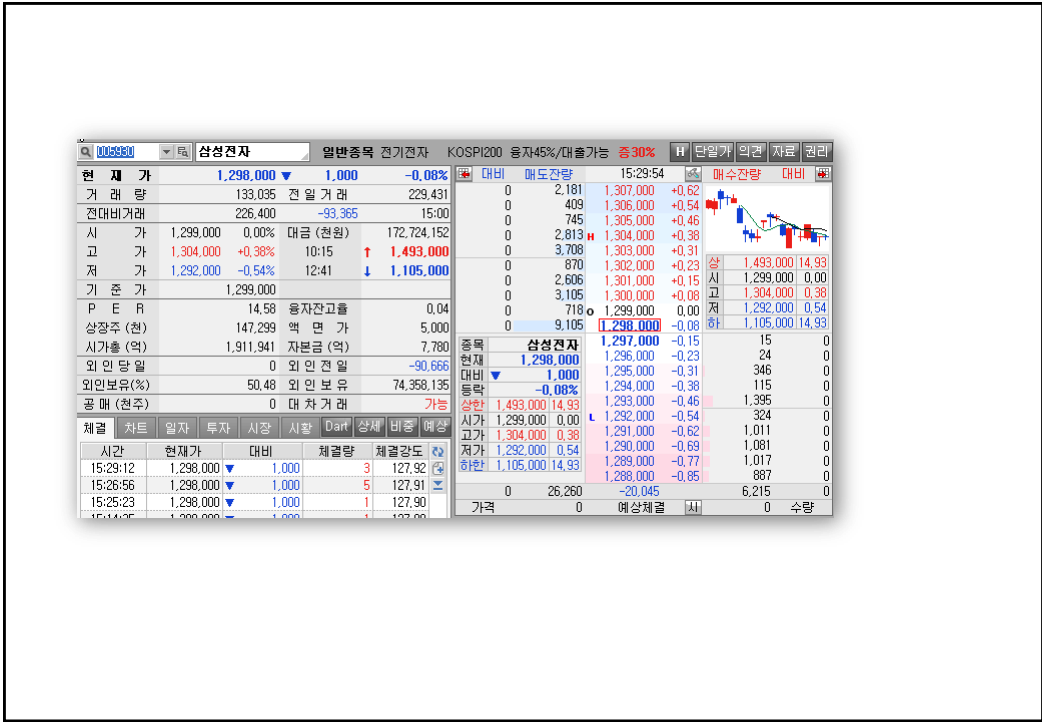 005930 삼성전자 일반종목 전기전자 KOSPI200 융자45%/대출가능 증30% H 단일가 의견 자료 권리
현 재 가 1,298,000 ▼ 1,000 -0,08%
거 래 량 133,035 전 일 거 래 229,431
전대비거래 226,400 -93,365 15:00
시 가 1,299,000 0,00% 대금 (천원) 172,724,152
고 가 1,304,000 +0,38% 10:15 ↑ 1,493,000
저 가 1,292,000 -0,54% 12:41 ↓ 1,105,000
기 준 가 1,299,000
P E R 14,58 융자잔고율 0,04
상장주 (천) 147,299 액 면 가 5,000
시가총 (억) 1,911,941 자본금 (억) 7,780
외 인 당 일 0 외 인 전 일 -90,666
외인보유(%) 50,48 외 인 보 유 74,358,135
공 매 (천주) 0 대 차 거 래 가능
체결 차트 일자 투자 시장 시황 Dart 상세 비중 예상
시간 현재가 대비 체결량 체결강도
15:29:12 1,298,000 ▼ 1,000 3 127,92
15:26:56 1,298,000 ▼ 1,000 5 127,91
15:25:23 1,298,000 ▼ 1,000 1 127,90
대비 매도잔량 15:29:54 매수잔량 대비
0 2,181 1,307,000 +0,62
0 409 1,306,000 +0,54
0 745 1,305,000 +0,46
0 2,813 H 1,304,000 +0,38
0 3,708 1,303,000 +0,31
0 870 1,302,000 +0,23
0 2,606 1,301,000 +0,15
0 3,105 1,300,000 +0,08
0 718 O 1,299,000 0,00
0 9,105 1,298,000 -0,08
상 1,493,000 14,93
시 1,299,000 0,00
고 1,304,000 0,38
저 1,292,000 0,54
하 1,105,000 14,93
종목 삼성전자
현재 1,298,000
대비 ▼ 1,000
등락 -0,08%
상한 1,493,000 14,93
시가 1,299,000 0,00
고가 1,304,000 0,38
저가 1,292,000 0,54
하한 1,105,000 14,93
1,297,000 -0,15 15 0
1,296,000 -0,23 24 0
1,295,000 -0,31 346 0
1,294,000 -0,38 115 0
1,293,000 -0,46 1,395 0
L 1,292,000 -0,54 324 0
1,291,000 -0,62 1,011 0
1,290,000 -0,69 1,081 0
1,289,000 -0,77 1,017 0
1,288,000 -0,85 887 0
0 26,260 -20,045 6,215 0
가격 0 예상체결 시 0 수량